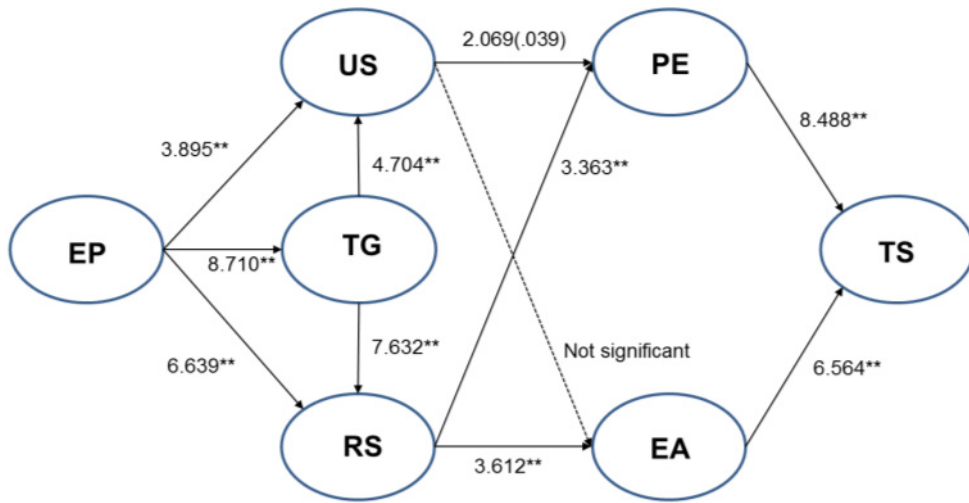 US
2.069(.039)
PE
3.895**
4.704**
3.363**
8.488**
EP
8.710**
TG
TS
6.639**
7.632**
Not significant
6.564**
RS
3.612**
EA